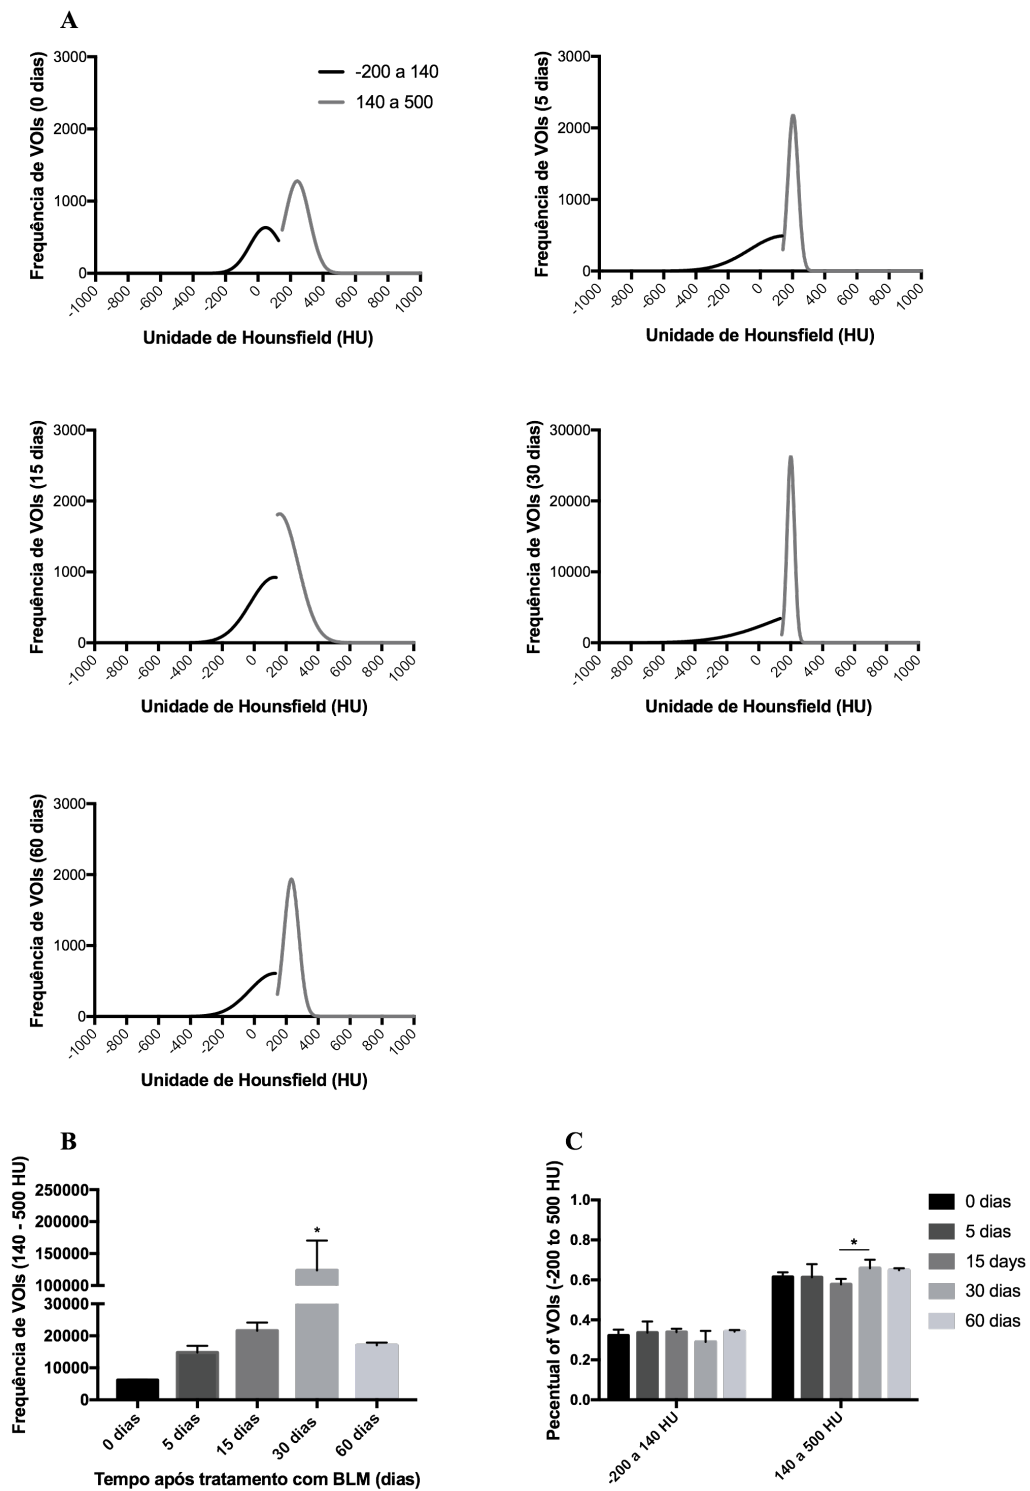 A
Frequência de VOIs (0 dias)
3000
2000
1000
0
-1000 -800 -600 -400 -200 0 200 400 600 800 1000
Unidade de Hounsfield (HU)
-200 a 140
140 a 500
Frequência de VOIs (5 dias)
3000
2000
1000
0
-1000 -800 -600 -400 -200 0 200 400 600 800 1000
Unidade de Hounsfield (HU)
Frequência de VOIs (15 dias)
3000
2000
1000
0
-1000 -800 -600 -400 -200 0 200 400 600 800 1000
Unidade de Hounsfield (HU)
Frequência de VOIs (30 dias)
30000
20000
10000
0
-1000 -800 -600 -400 -200 0 200 400 600 800 1000
Unidade de Hounsfield (HU)
Frequência de VOIs (60 dias)
3000
2000
1000
0
-1000 -800 -600 -400 -200 0 200 400 600 800 1000
Unidade de Hounsfield (HU)
B
Frequência de VOIs (140 - 500 HU)
250000
200000
150000
100000
30000
20000
10000
0
*
0 dias 5 dias 15 dias 30 dias 60 dias
Tempo após tratamento com BLM (dias)
C
Pecentual of VOIs (-200 to 500 HU)
1.0
0.8
0.6
0.4
0.2
0.0
*
-200 a 140 HU 140 a 500 HU
0 dias
5 dias
15 days
30 dias
60 dias